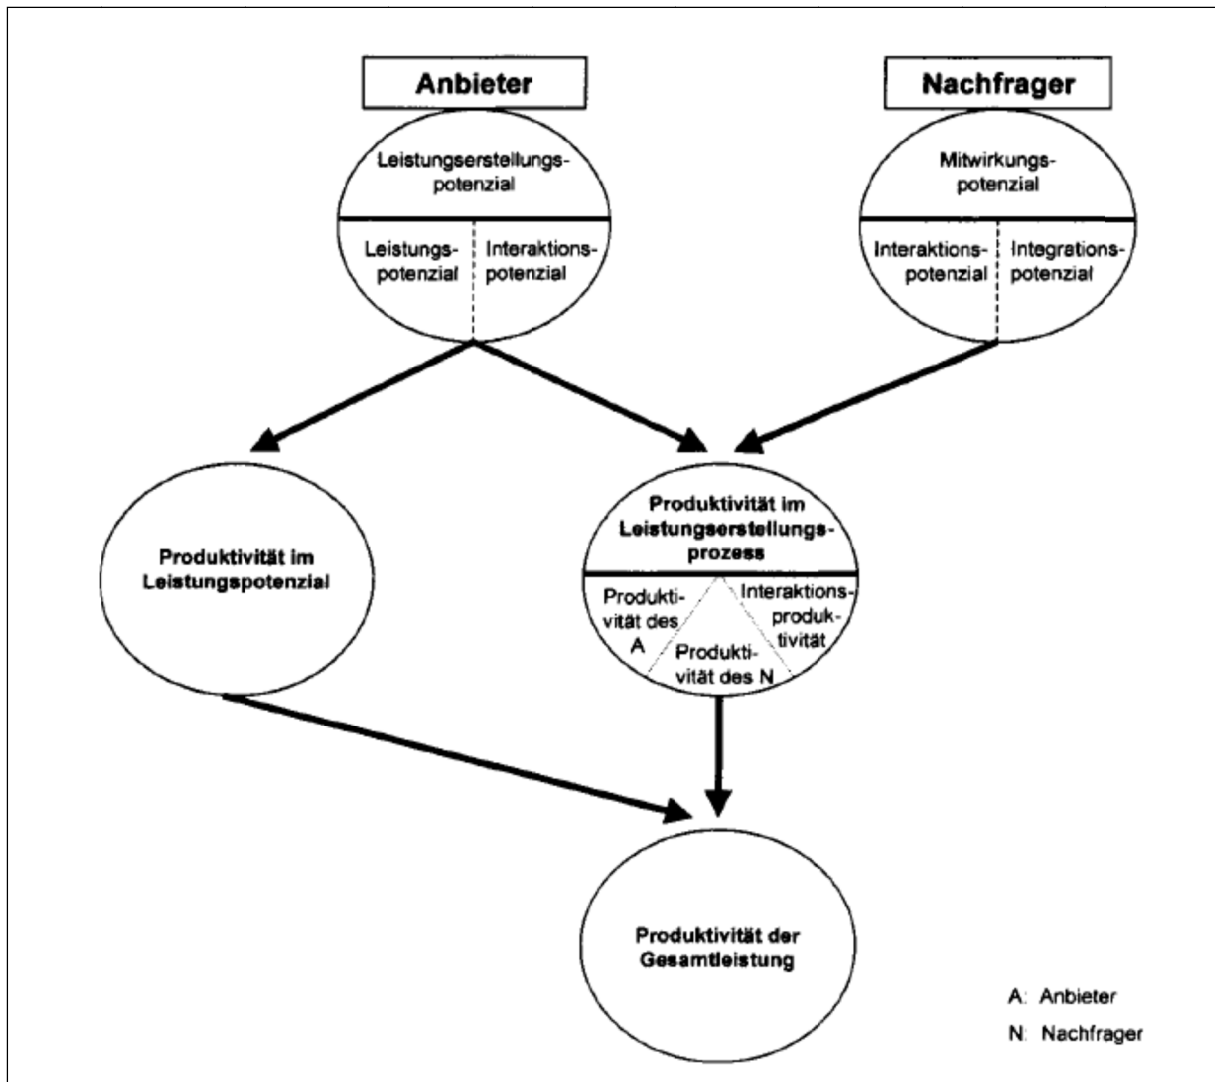 Anbieter
Nachfrager
Leistungserstellungs-
potenzial
Leistungs-
potenzial
Interaktions-
potenzial
Mitwirkungs-
potenzial
Interaktions-
potenzial
Integrations-
potenzial
Produktivität im
Leistungspotenzial
Produktivität im
Leistungserstellungs-
prozess
Produkti-
vität des
A
Produkti-
vität des N
Interaktions-
produk-
tivität
Produktivität der
Gesamtleistung
A: Anbieter
N: Nachfrager